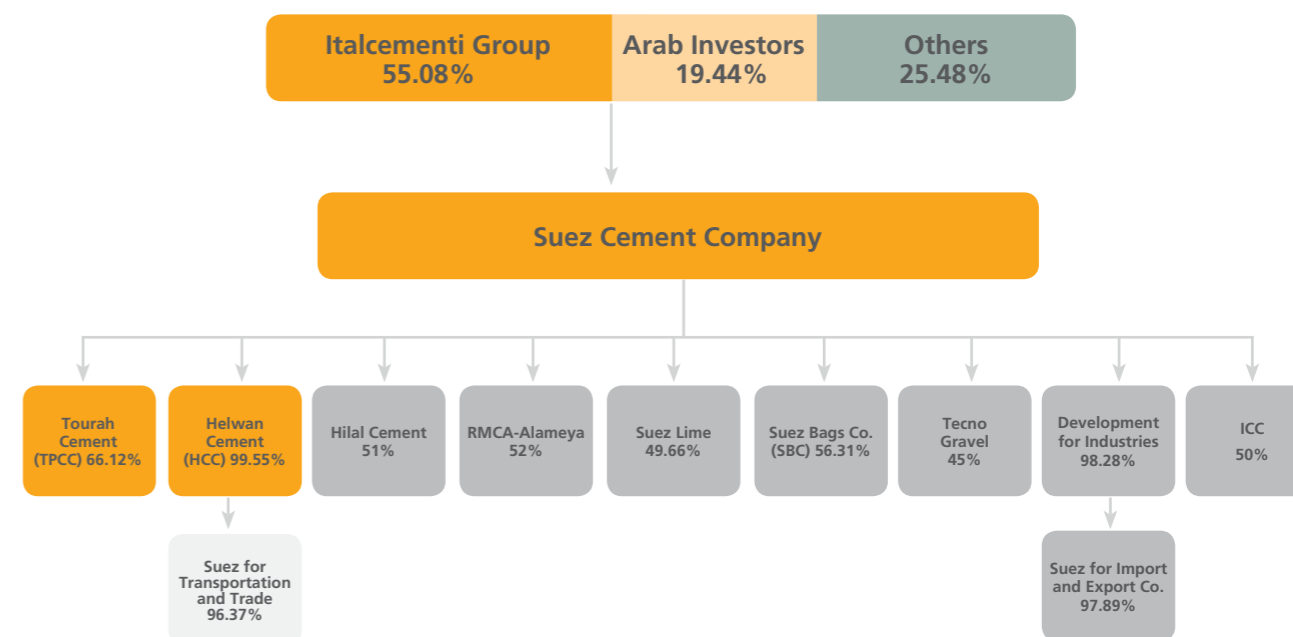 Italcementi Group
55.08%
Arab Investors
19.44%
Others
25.48%
Suez Cement Company
Tourah
Cement
(TPCC) 66.12%
Helwan
Cement
(HCC) 99.55%
Hilal Cement
51%
RMCA-Alameya
52%
Suez Lime
49.66%
Suez Bags Co.
(SBC) 56.31%
Tecno
Gravel
45%
Development
for Industries
98.28%
ICC
50%
Suez for
Transportation
and Trade
96.37%
Suez for Import
and Export Co.
97.89%